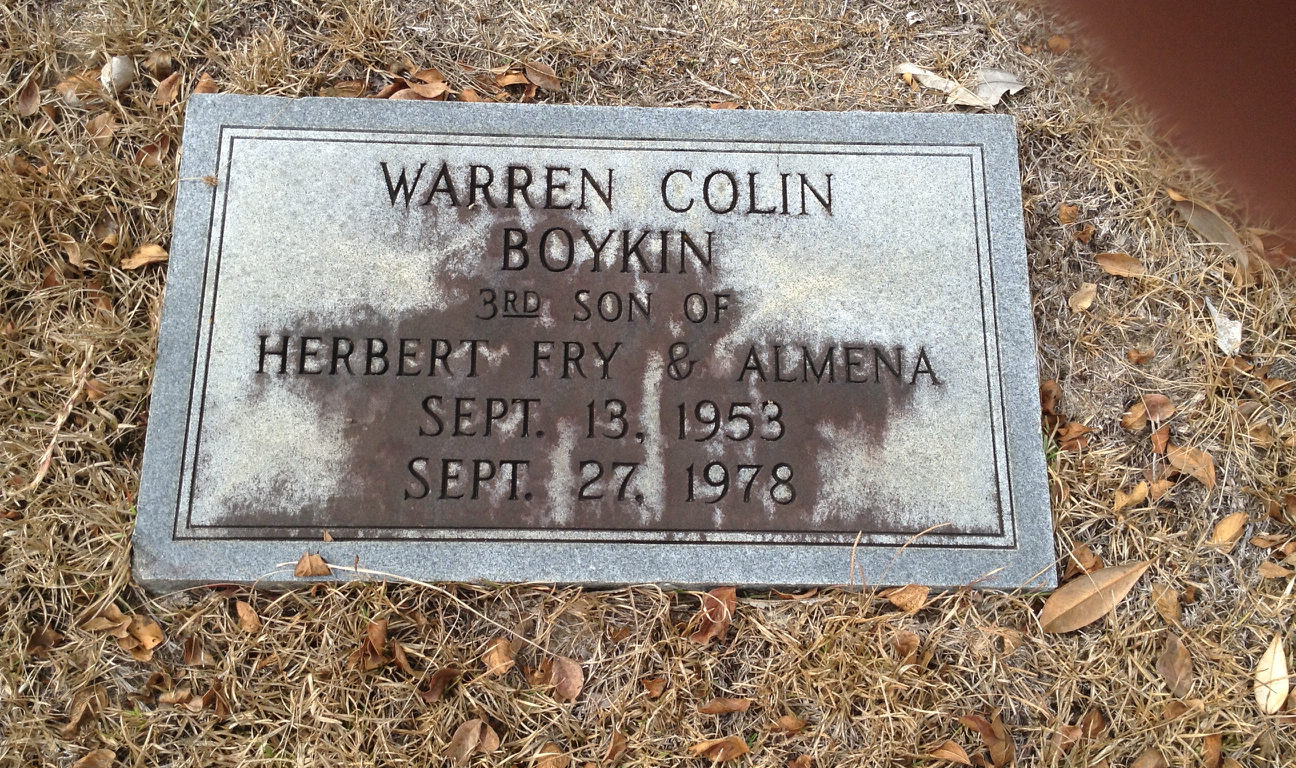 WARREN COLIN
BOYKIN
3RD SON OF
HERBERT FRY & ALMENA
SEPT. 13, 1953
SEPT. 27, 1978